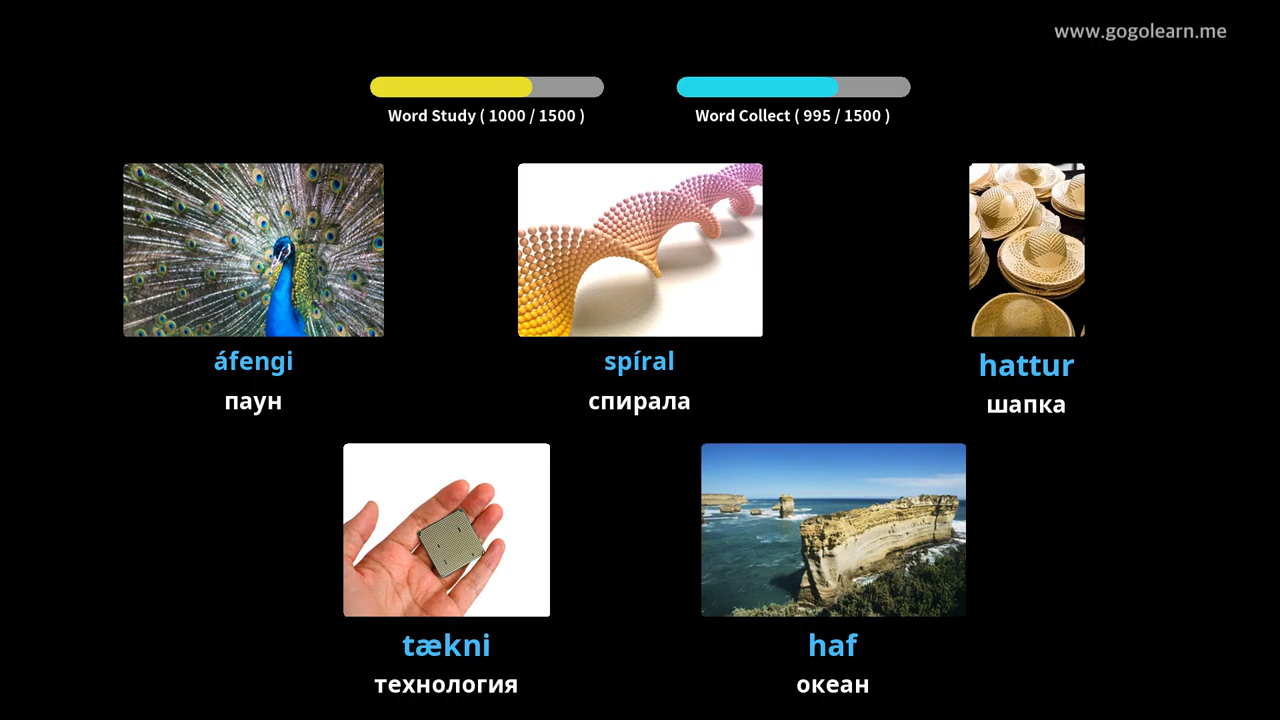 www.gogolearn.me
Word Study ( 1000 / 1500 )
Word Collect ( 995 / 1500 )
áfengi
spíral
hattur
паун
спирала
шапка
tækni
haf
технология
океан